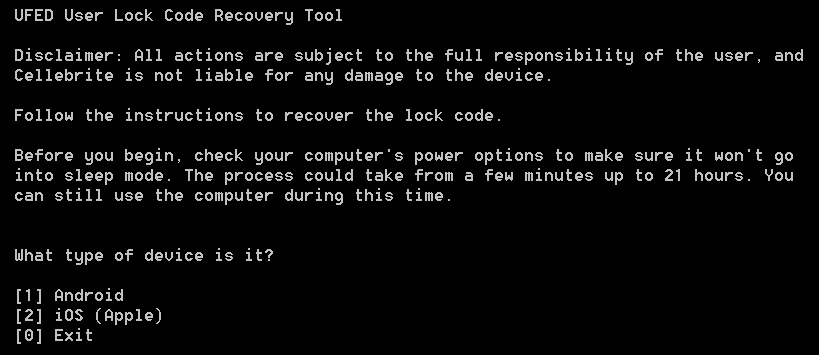 UFED User Lock Code Recovery Tool
Disclaimer: All actions are subject to the full responsibility of the user, and
Cellebrite is not liable for any damage to the device.
Follow the instructions to recover the lock code.
Before you begin, check your computer's power options to make sure it won't go
into sleep mode. The process could take from a few minutes up to 21 hours. You
can still use the computer during this time.
What type of device is it?
[1] Android
[2] iOS (Apple)
[0] Exit